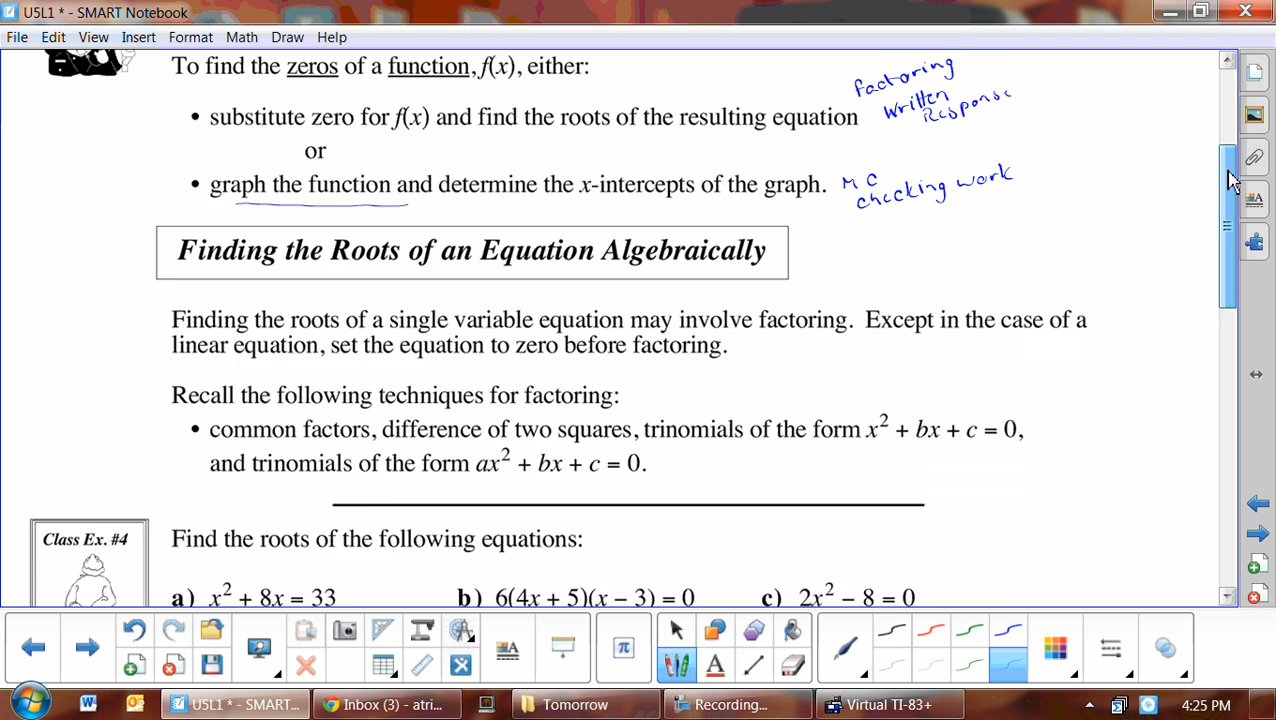 U5L1 * - SMART Notebook
File Edit View Insert Format Math Draw Help
To find the zeros of a function, f(x), either:
factoring
• substitute zero for f(x) and find the roots of the resulting equation
written
Response
or
• graph the function and determine the x-intercepts of the graph.
MC
checking work
Finding the Roots of an Equation Algebraically
Finding the roots of a single variable equation may involve factoring. Except in the case of a
linear equation, set the equation to zero before factoring.
Recall the following techniques for factoring:
• common factors, difference of two squares, trinomials of the form x² + bx + c = 0,
and trinomials of the form ax² + bx + c = 0.
Class Ex. #4
Find the roots of the following equations:
a) x² + 8x = 33 b) 6(4x + 5)(x − 3) = 0 c) 2x² − 8 = 0
U5L1 * - SMART N... Inbox (3) - atri... Tomorrow Recording... Virtual TI-83+ 4:25 PM